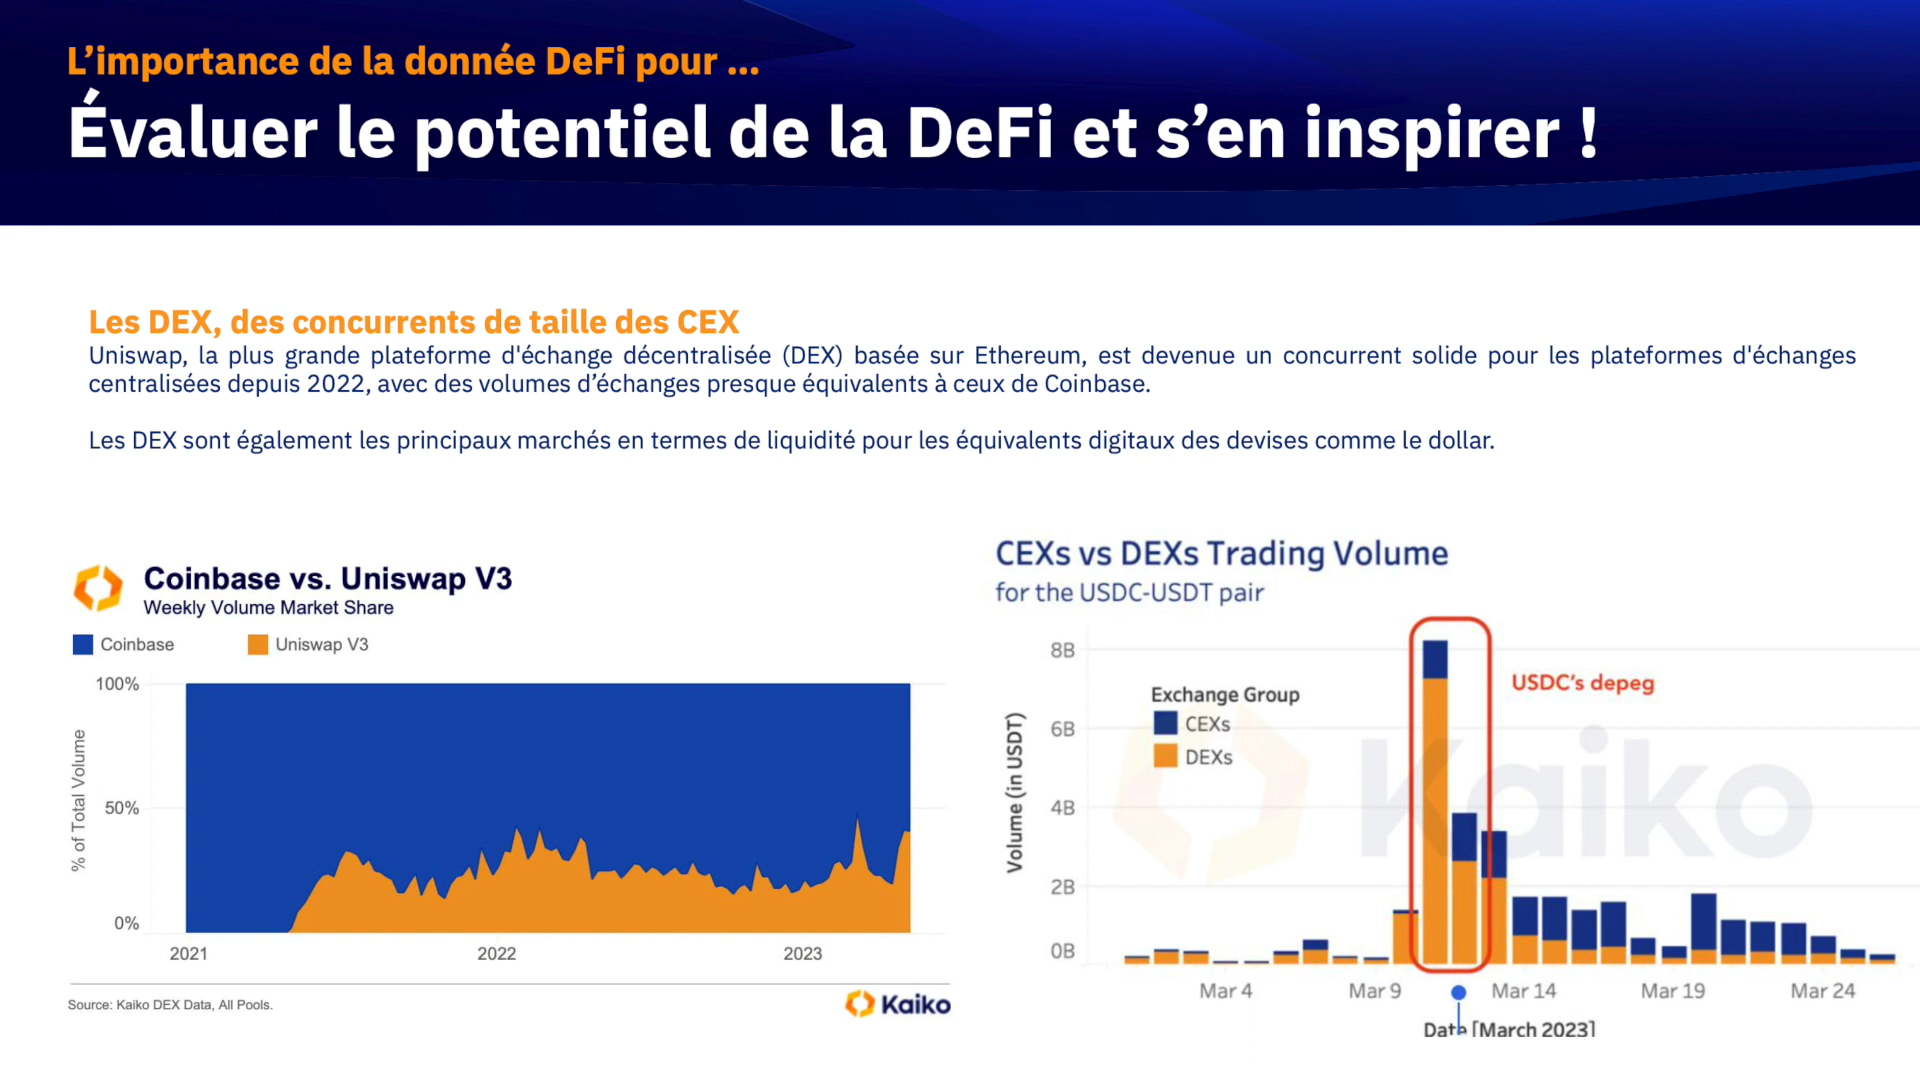 L’importance de la donnée DeFi pour ...
Évaluer le potentiel de la DeFi et s’en inspirer !
Les DEX, des concurrents de taille des CEX
Uniswap, la plus grande plateforme d'échange décentralisée (DEX) basée sur Ethereum, est devenue un concurrent solide pour les plateformes d'échanges
centralisées depuis 2022, avec des volumes d’échanges presque équivalents à ceux de Coinbase.
Les DEX sont également les principaux marchés en termes de liquidité pour les équivalents digitaux des devises comme le dollar.
Coinbase vs. Uniswap V3
Weekly Volume Market Share
Coinbase
Uniswap V3
100%
50%
0%
% of Total Volume
2021
2022
2023
Source: Kaiko DEX Data, All Pools.
Kaiko
CEXs vs DEXs Trading Volume
for the USDC-USDT pair
8B
6B
4B
2B
0B
Volume (in USDT)
Exchange Group
CEXs
DEXs
USDC’s depeg
Kaiko
Mar 4
Mar 9
Mar 14
Mar 19
Mar 24
Date [March 2023]